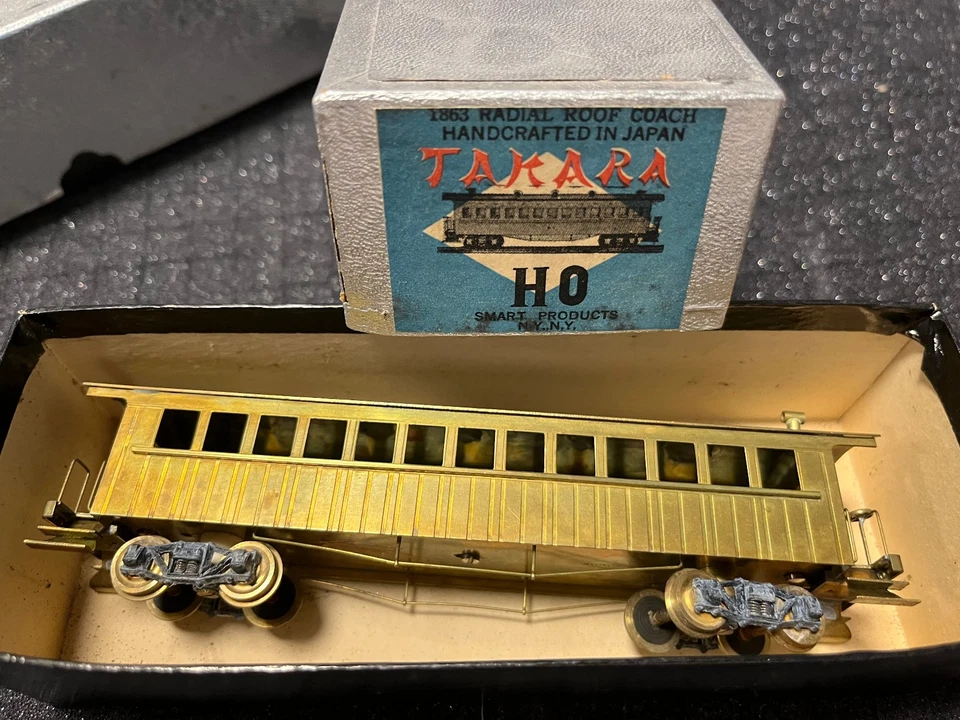 1863 RADIAL ROOF COACH
HANDCRAFTED IN JAPAN
TAKARA
HO
SMART PRODUCTS
N.Y., N.Y.